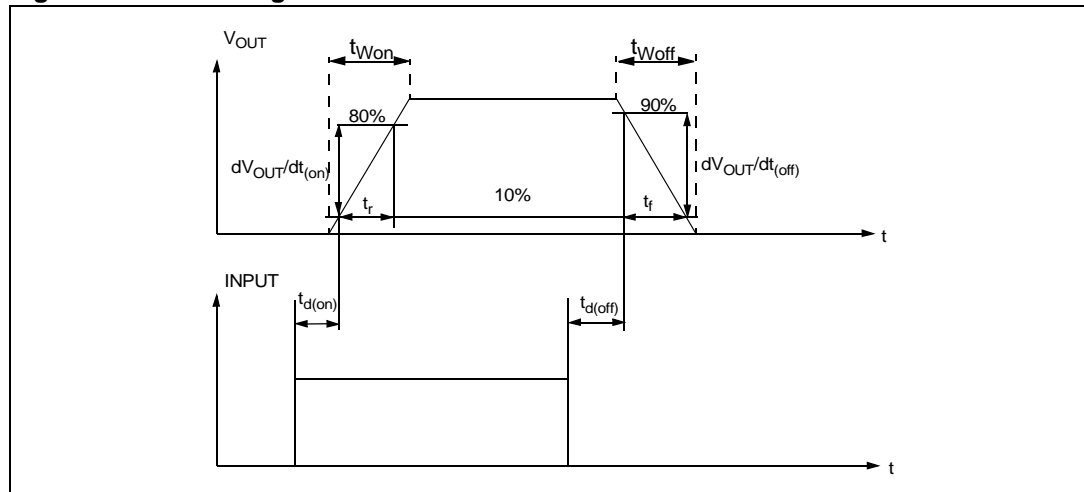 V_OUT
t_Won
t_Woff
80%
90%
dV_OUT/dt_(on)
dV_OUT/dt_(off)
t_r
10%
t_f
t
INPUT
t_d(on)
t_d(off)
t